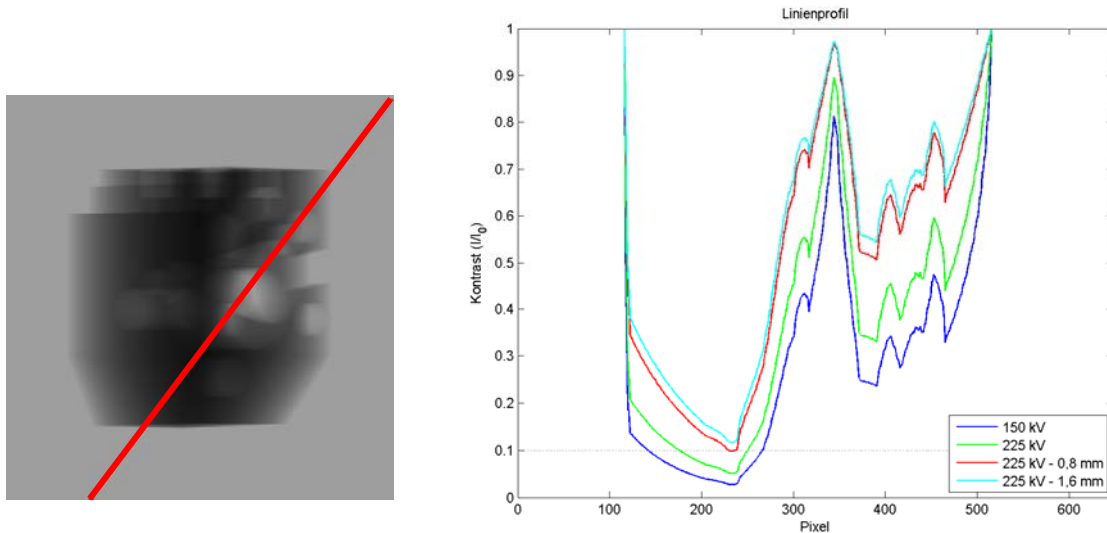 Linienprofil
1
0.9
0.8
0.7
0.6
0.5
0.4
0.3
0.2
0.1
0
Kontrast (I/I0)
0 100 200 300 400 500 600
Pixel
150 kV
225 kV
225 kV - 0,8 mm
225 kV - 1,6 mm